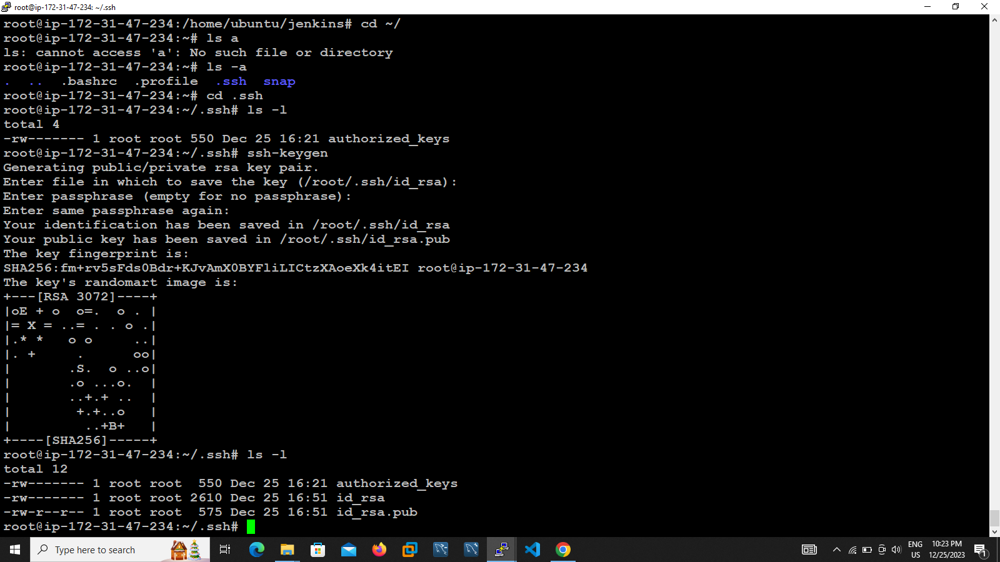 root@ip-172-31-47-234: ~/.ssh
root@ip-172-31-47-234:/home/ubuntu/jenkins# cd ~/
root@ip-172-31-47-234:~# ls a
ls: cannot access 'a': No such file or directory
root@ip-172-31-47-234:~# ls -a
.  ..  .bashrc  .profile  .ssh  snap
root@ip-172-31-47-234:~# cd .ssh
root@ip-172-31-47-234:~/.ssh# ls -l
total 4
-rw------- 1 root root 550 Dec 25 16:21 authorized_keys
root@ip-172-31-47-234:~/.ssh# ssh-keygen
Generating public/private rsa key pair.
Enter file in which to save the key (/root/.ssh/id_rsa):
Enter passphrase (empty for no passphrase):
Enter same passphrase again:
Your identification has been saved in /root/.ssh/id_rsa
Your public key has been saved in /root/.ssh/id_rsa.pub
The key fingerprint is:
SHA256:fm+rv5sFds0Bdr+KJvAmX0BYFliLICtzXAoeXk4itEI root@ip-172-31-47-234
The key's randomart image is:
+---[RSA 3072]----+
|oE + o  o=.  o . |
|= X = ..= . . o .|
|.* *   o o     ..|
|. +     .      oo|
|       .S.  o ..o|
|       .o ...o.  |
|       ..+.+ ..  |
|        +.+..o   |
|         ..+B+   |
+----[SHA256]-----+
root@ip-172-31-47-234:~/.ssh# ls -l
total 12
-rw------- 1 root root  550 Dec 25 16:21 authorized_keys
-rw------- 1 root root 2610 Dec 25 16:51 id_rsa
-rw-r--r-- 1 root root  575 Dec 25 16:51 id_rsa.pub
root@ip-172-31-47-234:~/.ssh#
Type here to search
ENG
US
10:23 PM
12/25/2023
1